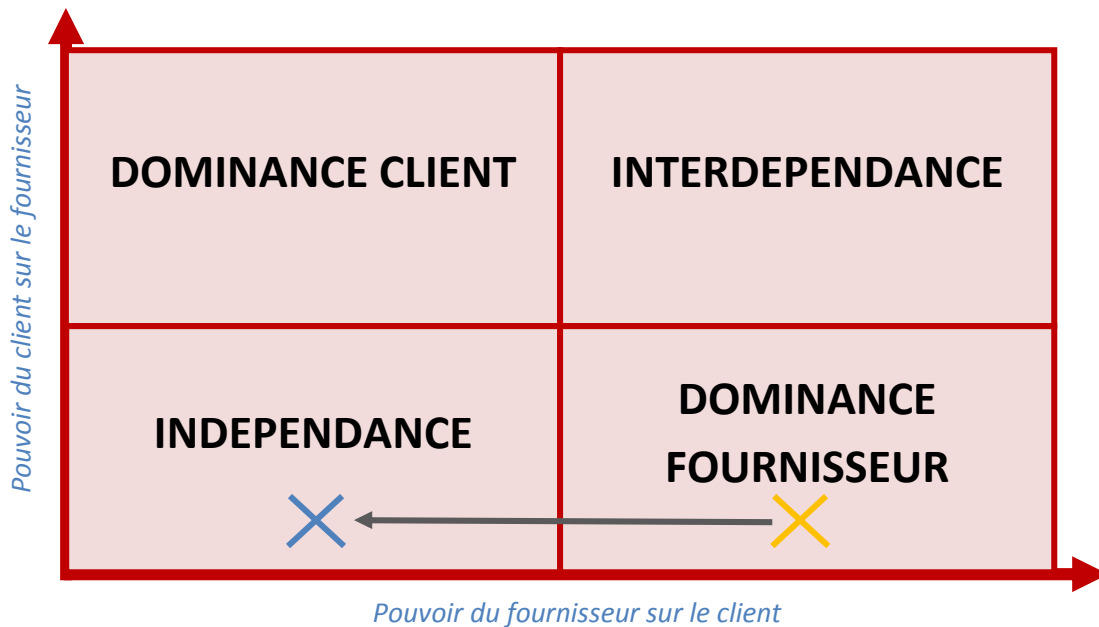 Pouvoir du client sur le fournisseur
DOMINANCE CLIENT
INTERDEPENDANCE
INDEPENDANCE
DOMINANCE
FOURNISSEUR
Pouvoir du fournisseur sur le client